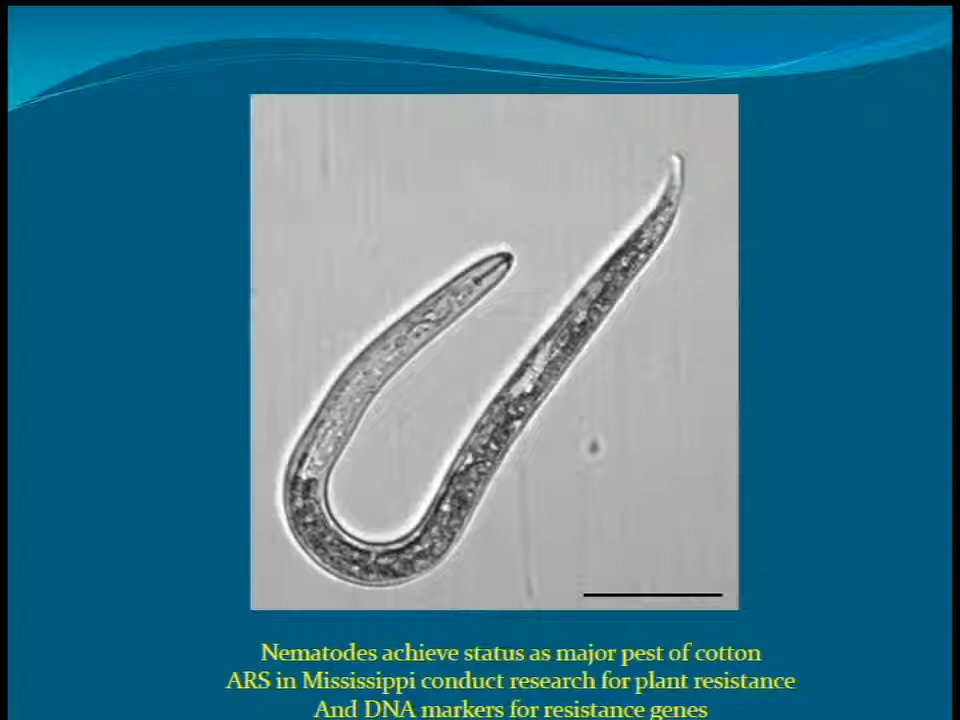 Nematodes achieve status as major pest of cotton
ARS in Mississippi conduct research for plant resistance
And DNA markers for resistance genes